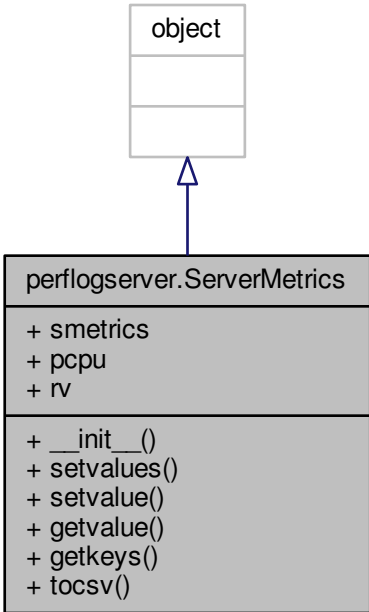 object
perflogserver.ServerMetrics
+ smetrics
+ pcpu
+ rv
+ __init__()
+ setvalues()
+ setvalue()
+ getvalue()
+ getkeys()
+ tocsv()